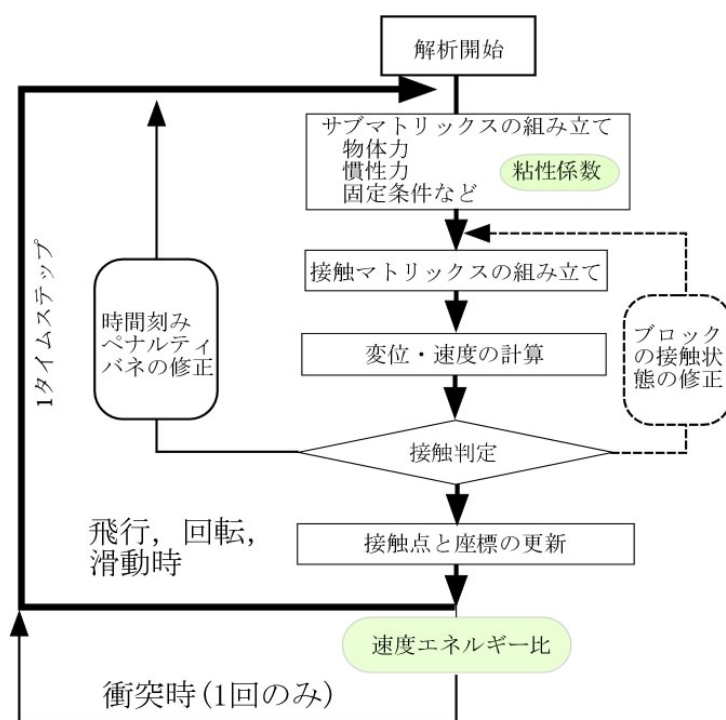 解析開始
サブマトリックスの組み立て
物体力
慣性力
固定条件など
粘性係数
接触マトリックスの組み立て
変位・速度の計算
接触判定
接触点と座標の更新
速度エネルギー比
時間刻み
ペナルティ
バネの修正
ブロック
の接触状
態の修正
1タイムステップ
飛行，回転，
滑動時
衝突時(1回のみ)